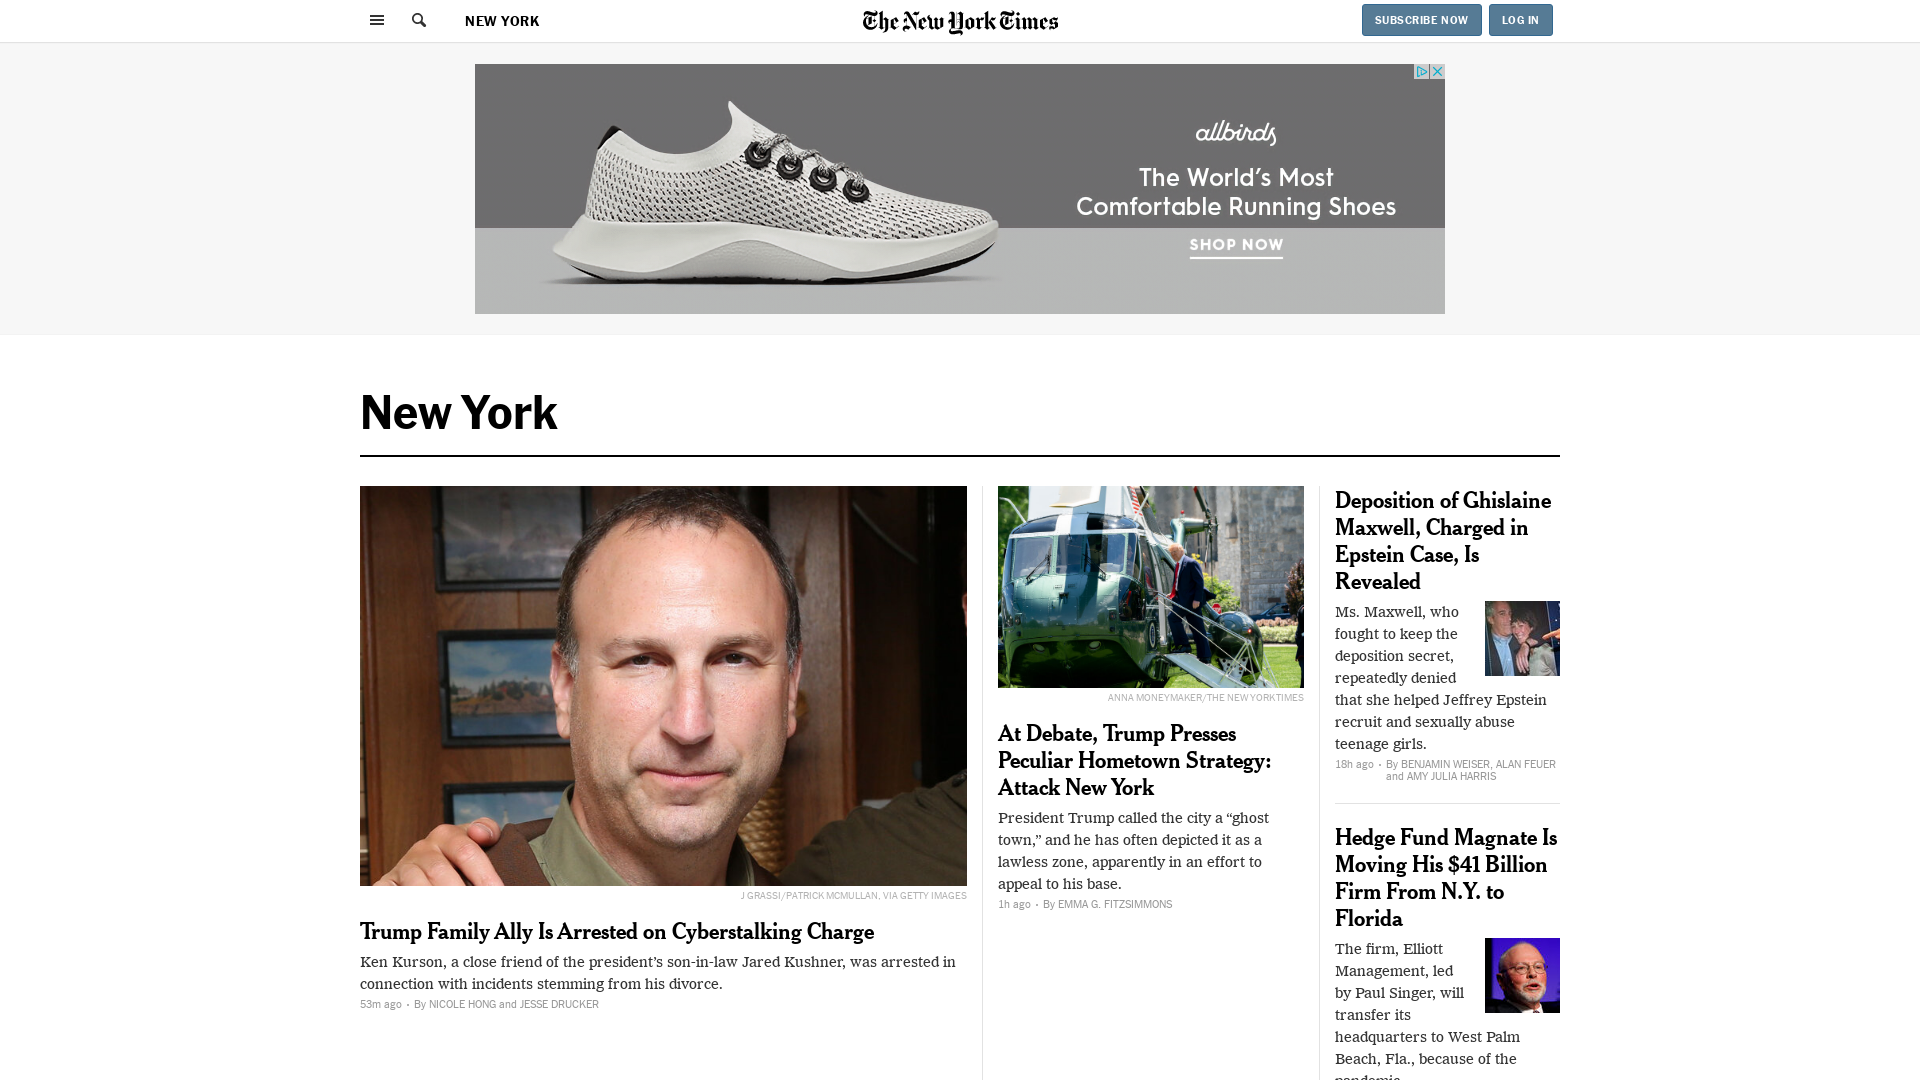 NEW YORK
The New York Times
SUBSCRIBE NOW
LOG IN
allbirds
The World's Most
Comfortable Running Shoes
SHOP NOW
New York
J GRASSI/PATRICK MCMULLAN, VIA GETTY IMAGES
Trump Family Ally Is Arrested on Cyberstalking Charge
Ken Kurson, a close friend of the president’s son-in-law Jared Kushner, was arrested in
connection with incidents stemming from his divorce.
53m ago • By NICOLE HONG and JESSE DRUCKER
ANNA MONEYMAKER/THE NEW YORK TIMES
At Debate, Trump Presses
Peculiar Hometown Strategy:
Attack New York
President Trump called the city a “ghost
town,” and he has often depicted it as a
lawless zone, apparently in an effort to
appeal to his base.
1h ago • By EMMA G. FITZSIMMONS
Deposition of Ghislaine
Maxwell, Charged in
Epstein Case, Is
Revealed
Ms. Maxwell, who
fought to keep the
deposition secret,
repeatedly denied
that she helped Jeffrey Epstein
recruit and sexually abuse
teenage girls.
18h ago • By BENJAMIN WEISER, ALAN FEUER
and AMY JULIA HARRIS
Hedge Fund Magnate Is
Moving His $41 Billion
Firm From N.Y. to
Florida
The firm, Elliott
Management, led
by Paul Singer, will
transfer its
headquarters to West Palm
Beach, Fla., because of the